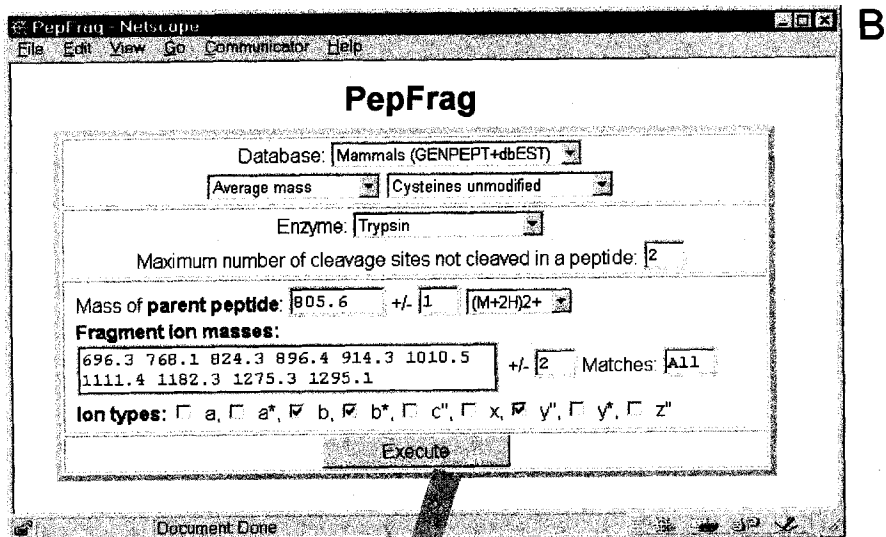 PepFrag - Netscape
B
File Edit View Go Communicator Help
PepFrag
Database: Mammals (GENPEPT+dbEST)
Average mass Cysteines unmodified
Enzyme: Trypsin
Maximum number of cleavage sites not cleaved in a peptide: 2
Mass of parent peptide: 805.6 +/- 1 (M+2H)2+
Fragment ion masses:
696.3 768.1 824.3 896.4 914.3 1010.5
1111.4 1182.3 1275.3 1295.1
+/- 2 Matches: All
Ion types: a, a*, b, b*, c", x, y", y*, z"
Execute
Document Done